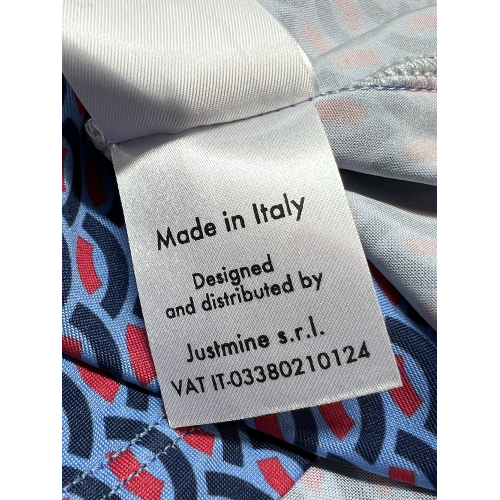 Made in Italy
Designed
and distributed by
Justmine s.r.l.
VAT IT-03380210124